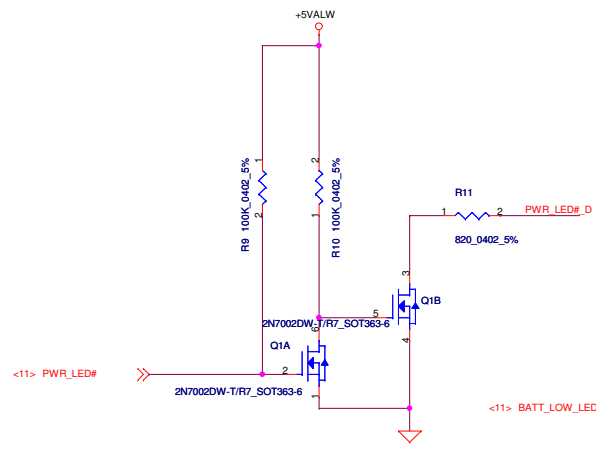 +5VALW
1
2
R9 100K_0402_5%
R10 100K_0402_5%
2
1
R11
1
2
PWR_LED#_D
820_0402_5%
3
Q1B
5
2N7002DW-T/R7_SOT363-6
6
4
Q1A
<11> PWR_LED#
2
2N7002DW-T/R7_SOT363-6
1
<11> BATT_LOW_LED